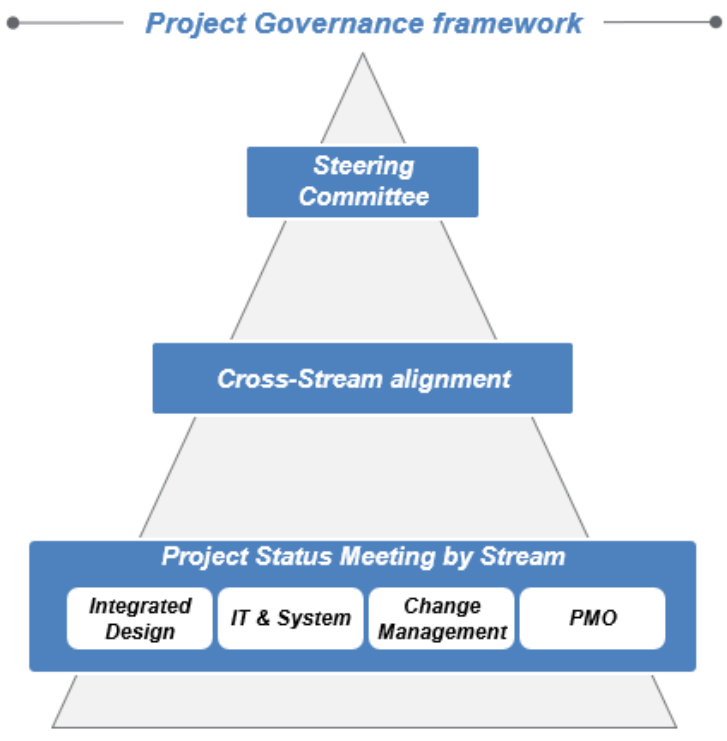 Project Governance framework
Steering
Committee
Cross-Stream alignment
Project Status Meeting by Stream
Integrated
Design
IT & System
Change
Management
PMO